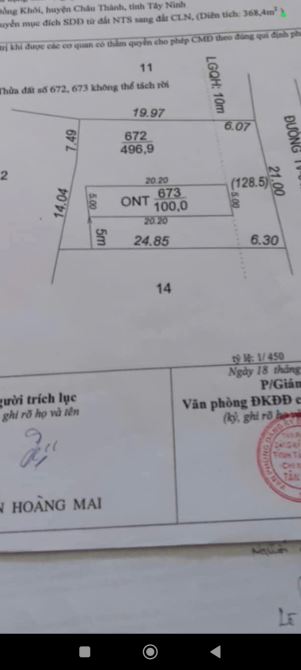 Đồng Khởi, huyện Châu Thành, tỉnh Tây Ninh
mục đích SDĐ từ đất NTS sang đất CLN, (Diện tích: 368,4m²
trị khi được các cơ quan có thẩm quyền cho phép CMĐ theo đúng qui định
11
Thửa đất số 672, 673 không thể tách rời
LGQH: 10m
19.97
6.07
ĐƯỜNG
7.49
672
496,9
2
20.20
(128.5)
21.00
14.04
5.00
ONT 673
100,0
5.00
20.20
5m
24.85
6.30
14
tỷ lệ: 1/ 450
Ngày 18 tháng
người trích lục
P/Giám
ghi rõ họ và tên
Văn phòng ĐKĐĐ
(ký, ghi rõ họ
HOÀNG MAI